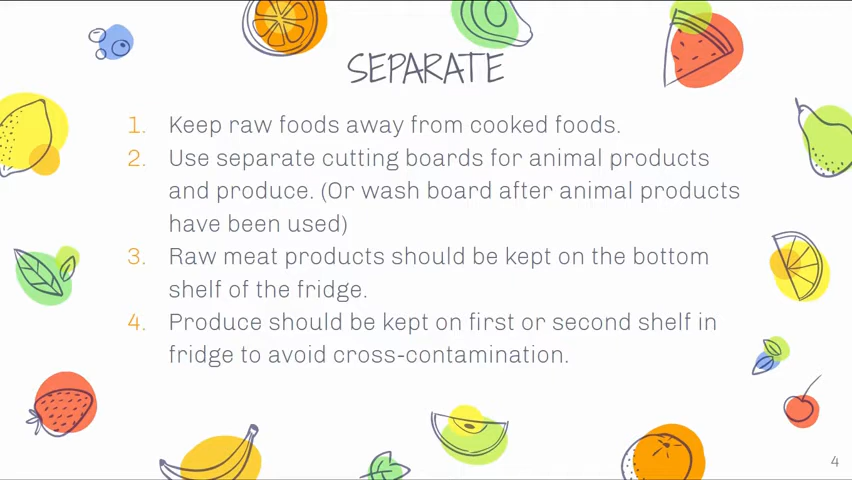 SEPARATE
1. Keep raw foods away from cooked foods.
2. Use separate cutting boards for animal products
and produce. (Or wash board after animal products
have been used)
3. Raw meat products should be kept on the bottom
shelf of the fridge.
4. Produce should be kept on first or second shelf in
fridge to avoid cross-contamination.
4